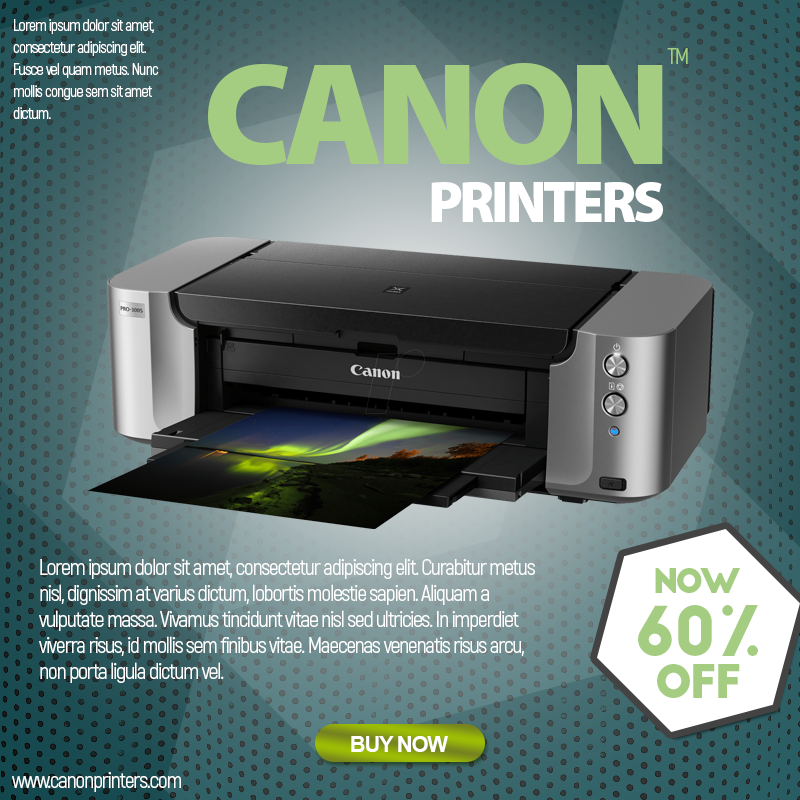 Lorem ipsum dolor sit amet,
consectetur adipiscing elit.
Fusce vel quam metus. Nunc
mollis congue sem sit amet
dictum.
CANON™
PRINTERS
Canon
Lorem ipsum dolor sit amet, consectetur adipiscing elit. Curabitur metus
nisl, dignissim at varius dictum, lobortis molestie sapien. Aliquam a
vulputate massa. Vivamus tincidunt vitae nisl sed ultricies. In imperdiet
viverra risus, id mollis sem finibus vitae. Maecenas venenatis risus arcu,
non porta ligula dictum vel.
NOW
60%
OFF
BUY NOW
www.canonprinters.com